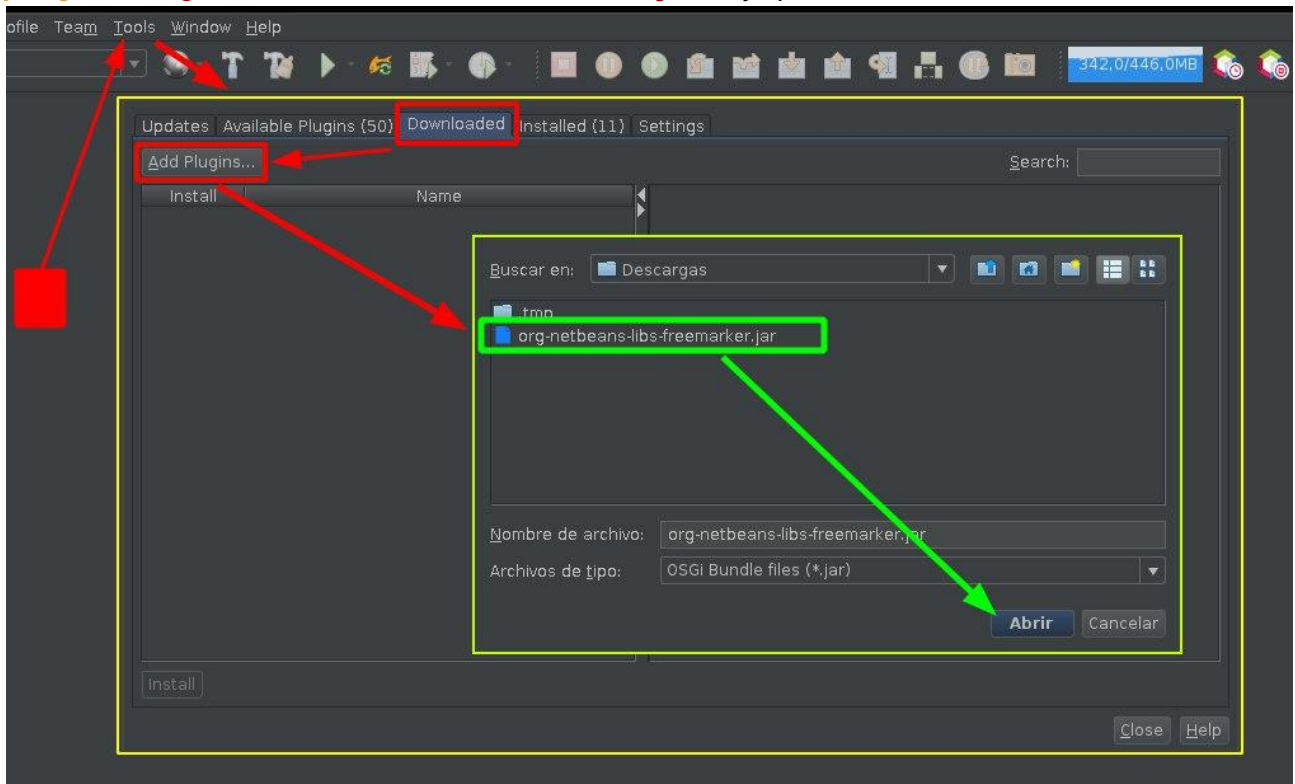 ofile Team Tools Window Help
342,0/446,0MB
Updates Available Plugins (50) Downloaded Installed (11) Settings
Add Plugins... Search:
Install Name
Buscar en: Descargas
.tmp
org-netbeans-libs-freemarker.jar
Nombre de archivo: org-netbeans-libs-freemarker.jar
Archivos de tipo: OSGi Bundle files (*.jar)
Abrir Cancelar
Install
Close Help